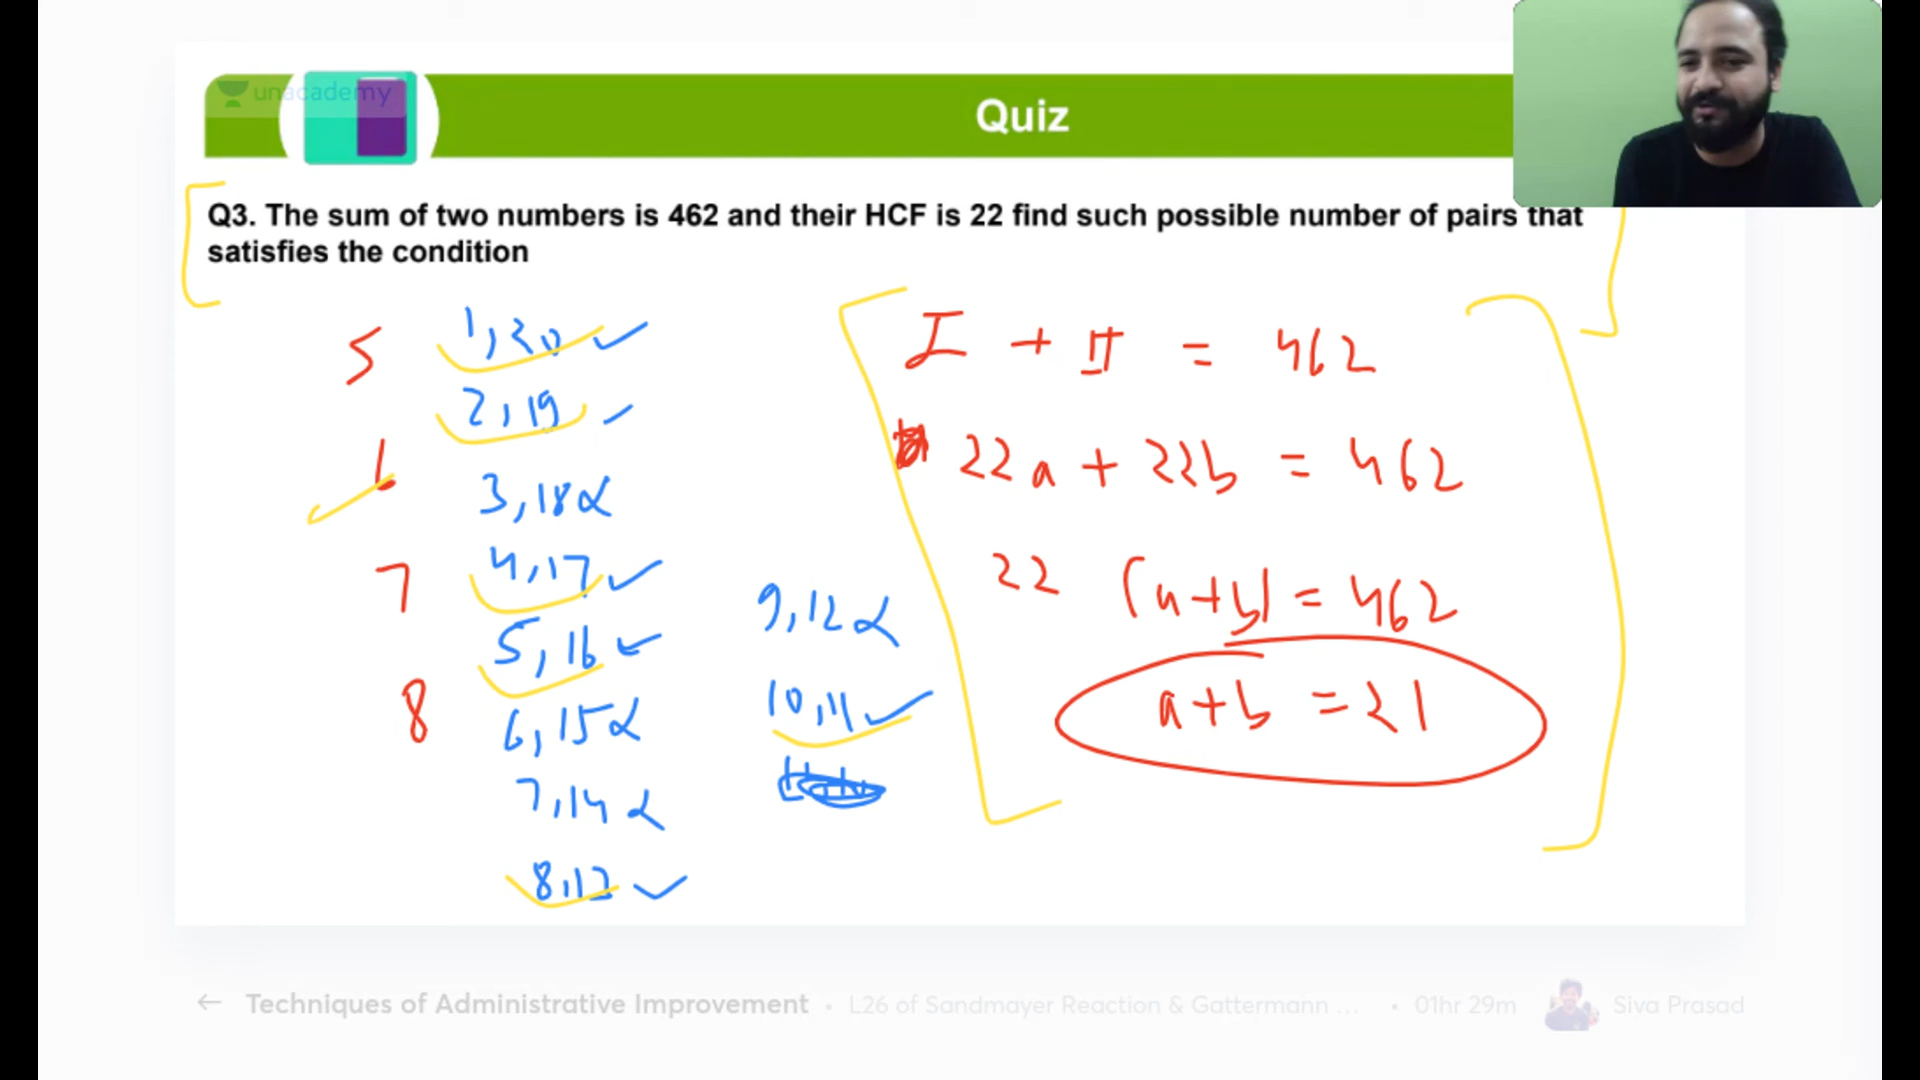 unacademy
Quiz
Q3. The sum of two numbers is 462 and their HCF is 22 find such possible number of pairs that
satisfies the condition
5
6
7
8
1, 20 ✓
2, 19 ✓
3, 18 α
4, 17 ✓
5, 16 ✓
6, 15 α
7, 14 α
8, 13 ✓
9, 12 α
10, 11 ✓
I + II = 462
22a + 22b = 462
22 (a+b) = 462
a+b = 21
← Techniques of Administrative Improvement • L26 of Sandmayer Reaction & Gattermann ... • 01hr 29m Siva Prasad